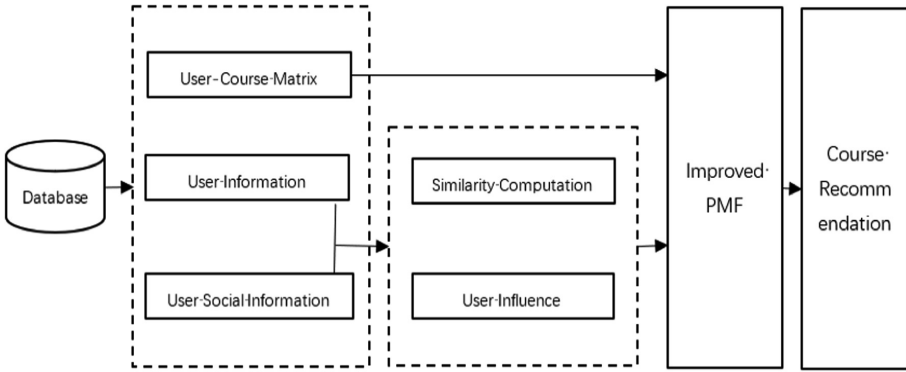 Database
User-Course·Matrix
User·Information
User·Social·Information
Similarity·Computation
User·Influence
Improved·
PMF
Course·
Recomm
endation